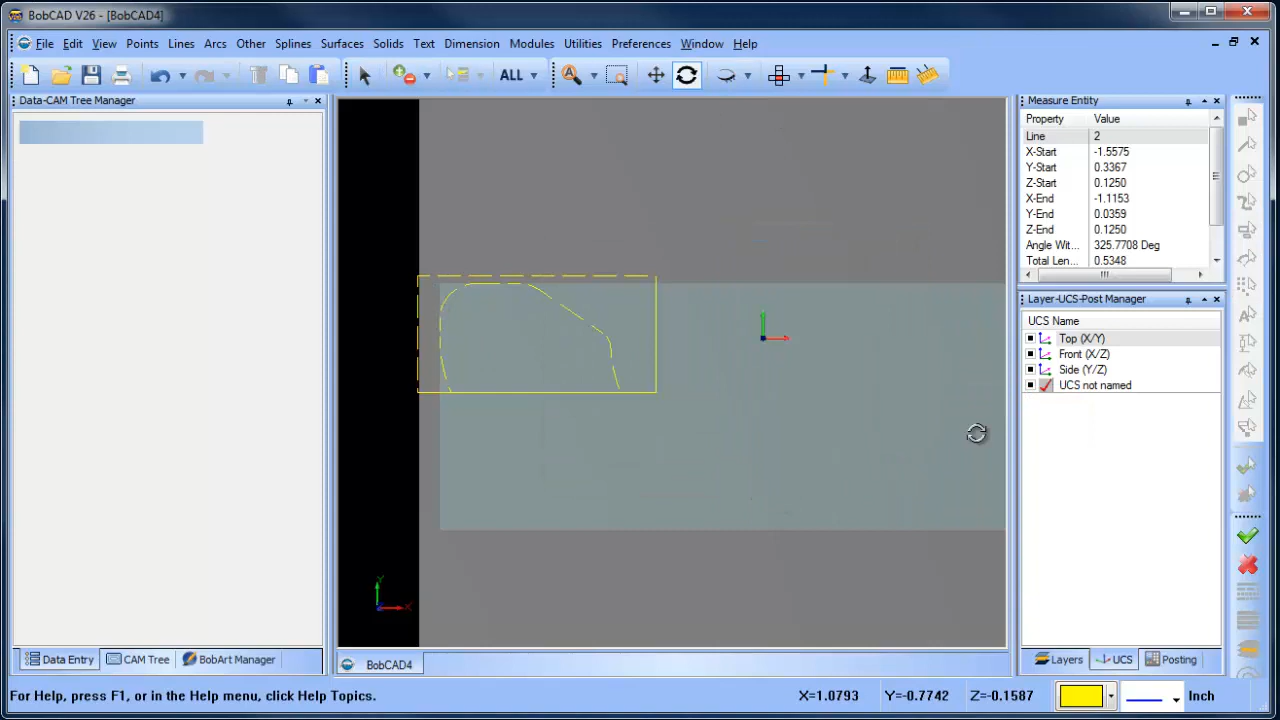 BobCAD V26 - [BobCAD4]
File Edit View Points Lines Arcs Other Splines Surfaces Solids Text Dimension Modules Utilities Preferences Window Help
ALL
Data-CAM Tree Manager
Measure Entity
Property Value
Line 2
X-Start -1.5575
Y-Start 0.3367
Z-Start 0.1250
X-End -1.1153
Y-End 0.0359
Z-End 0.1250
Angle Wit... 325.7708 Deg
Total Len... 0.5348
Layer-UCS-Post Manager
UCS Name
Top (X/Y)
Front (X/Z)
Side (Y/Z)
UCS not named
Y
X
Data Entry CAM Tree BobArt Manager
BobCAD4
Layers UCS Posting
For Help, press F1, or in the Help menu, click Help Topics.
X=1.0793 Y=-0.7742 Z=-0.1587 Inch